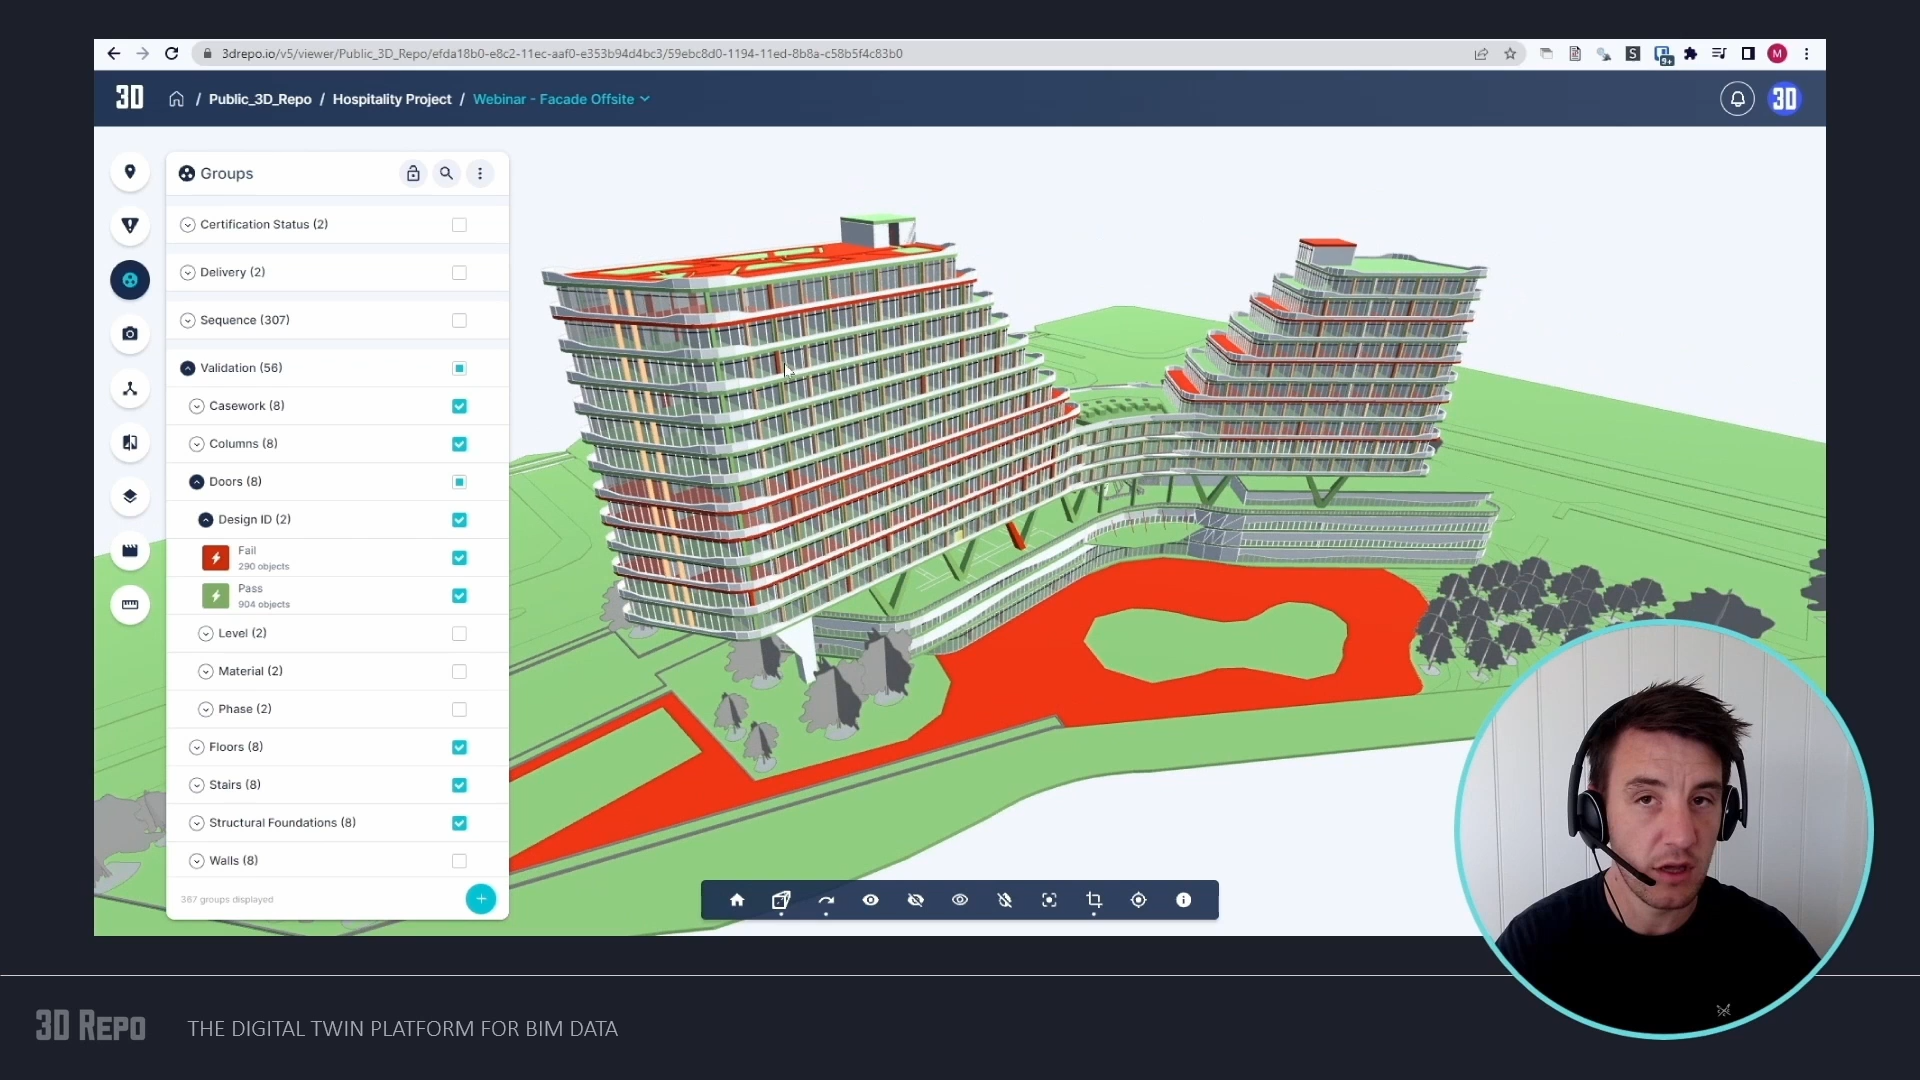 3drepo.io/v5/viewer/Public_3D_Repo/efda18b0-e8c2-11ec-aaf0-e353b94d4bc3/59ebc8d0-1194-11ed-8b8a-c58b5f4c83b0
S
9+
M
3D / Public_3D_Repo / Hospitality Project / Webinar - Facade Offsite
3D
Groups
Certification Status (2)
Delivery (2)
Sequence (307)
Validation (56)
Casework (8)
Columns (8)
Doors (8)
Design ID (2)
Fail
290 objects
Pass
904 objects
Level (2)
Material (2)
Phase (2)
Floors (8)
Stairs (8)
Structural Foundations (8)
Walls (8)
367 groups displayed
3D REPO
THE DIGITAL TWIN PLATFORM FOR BIM DATA